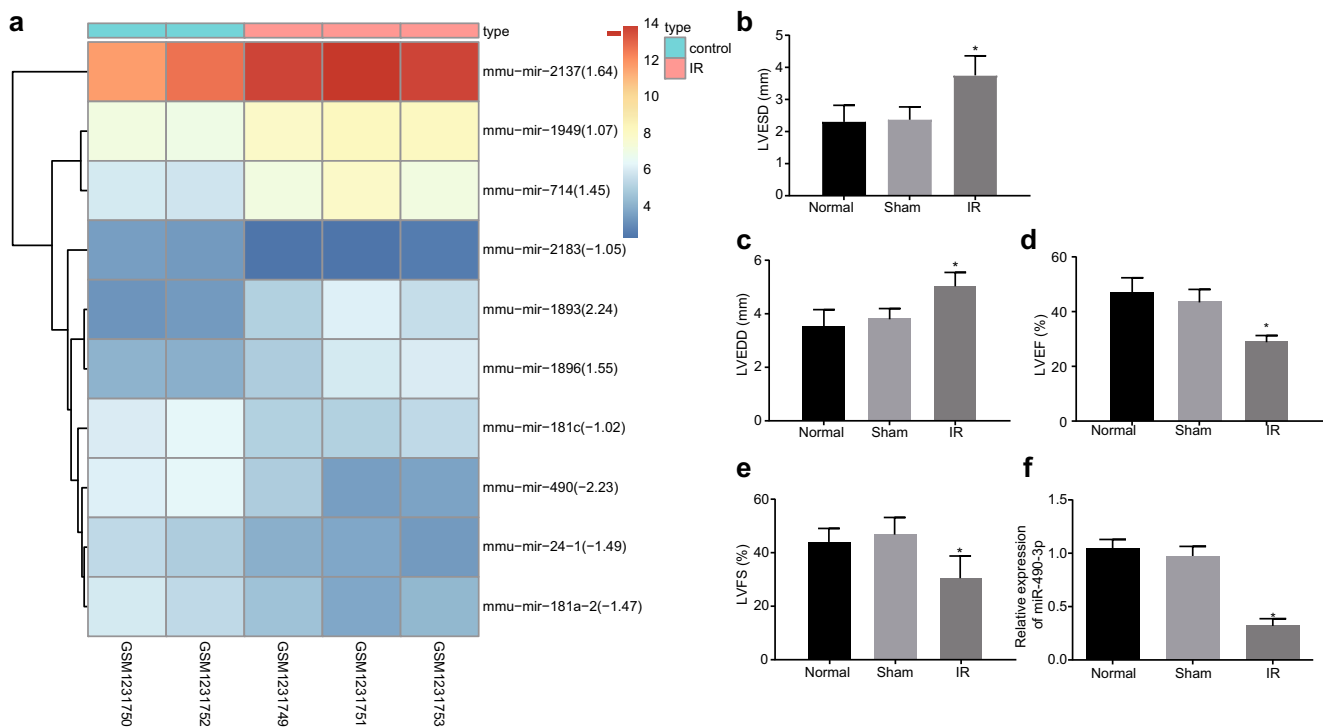 a
type
mmu−mir−2137(1.64)
mmu−mir−1949(1.07)
mmu−mir−714(1.45)
mmu−mir−2183(−1.05)
mmu−mir−1893(2.24)
mmu−mir−1896(1.55)
mmu−mir−181c(−1.02)
mmu−mir−490(−2.23)
mmu−mir−24−1(−1.49)
mmu−mir−181a−2(−1.47)
GSM1231750
GSM1231752
GSM1231749
GSM1231751
GSM1231753
14
12
10
8
6
4
type
control
IR
b
LVESD (mm)
5
4
3
2
1
0
*
Normal Sham IR
c
LVEDD (mm)
6
4
2
0
*
Normal Sham IR
d
LVEF (%)
60
40
20
0
*
Normal Sham IR
e
LVFS (%)
60
40
20
0
*
Normal Sham IR
f
Relative expression
of miR-490-3p
1.5
1.0
0.5
0.0
*
Normal Sham IR